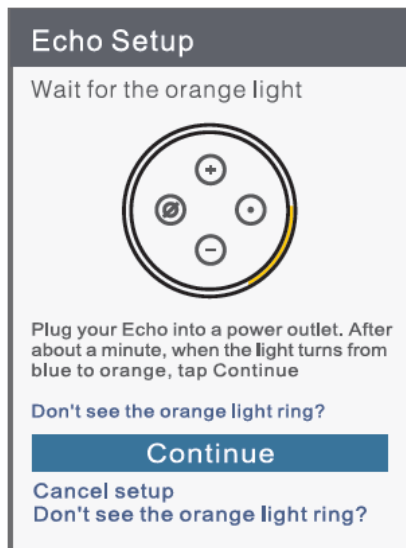 Echo Setup
Wait for the orange light
Plug your Echo into a power outlet. After
about a minute, when the light turns from
blue to orange, tap Continue
Don't see the orange light ring?
Continue
Cancel setup
Don't see the orange light ring?